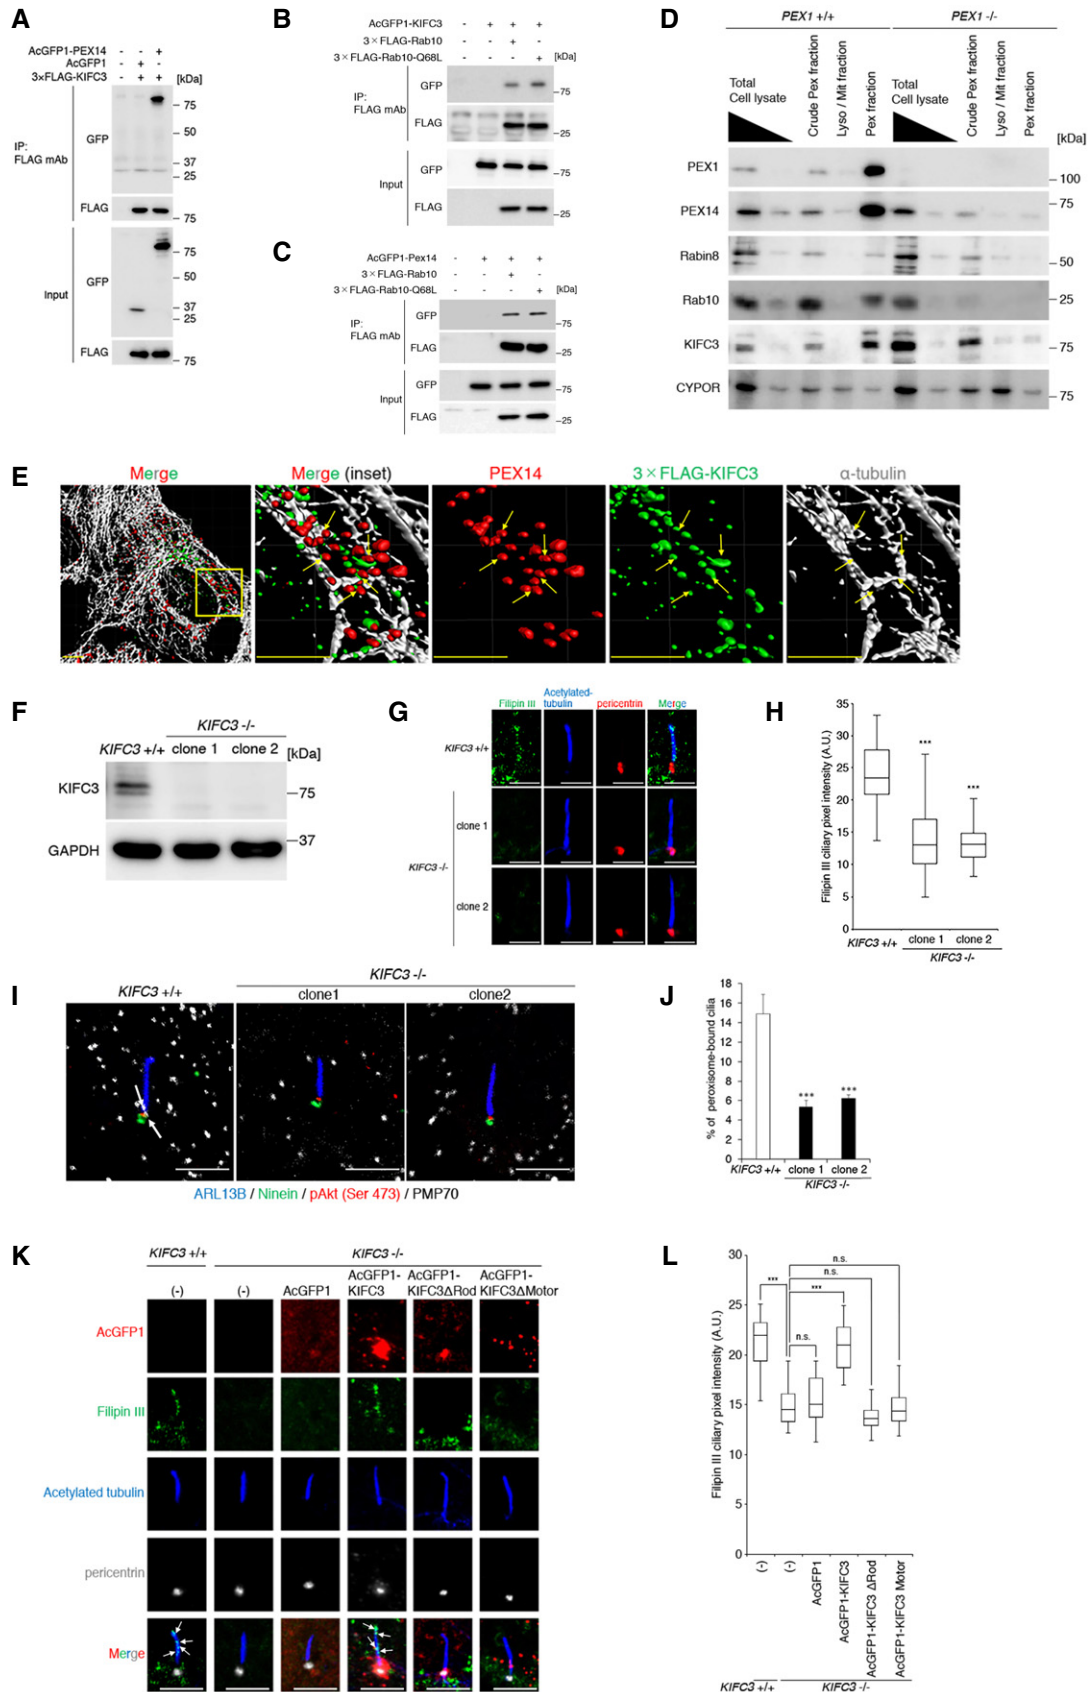 A
AcGFP1-PEX14 - - +
AcGFP1 - + -
3×FLAG-KIFC3 - + + [kDa]
IP:
FLAG mAb
GFP
75
50
37
25
FLAG
75
Input
GFP
75
50
37
25
FLAG
75
B
AcGFP1-KIFC3 - + + +
3×FLAG-Rab10 - - + -
3×FLAG-Rab10-Q68L - - - + [kDa]
IP:
FLAG mAb
GFP
75
FLAG
25
Input
GFP
75
FLAG
25
C
AcGFP1-Pex14 - + + +
3×FLAG-Rab10 - - + -
3×FLAG-Rab10-Q68L - - - + [kDa]
IP:
FLAG mAb
GFP
75
FLAG
25
Input
GFP
75
FLAG
25
D
PEX1 +/+ PEX1 -/-
Total
Cell lysate
Crude Pex fraction
Lyso / Mit fraction
Pex fraction
Total
Cell lysate
Crude Pex fraction
Lyso / Mit fraction
Pex fraction
[kDa]
PEX1 100
PEX14 75
Rabin8 50
Rab10 25
KIFC3 75
CYPOR 75
E
Merge Merge (inset) PEX14 3×FLAG-KIFC3 α-tubulin
F
KIFC3 -/-
KIFC3 +/+ clone 1 clone 2 [kDa]
KIFC3 75
GAPDH 37
G
Filipin III Acetylated-
tubulin pericentrin Merge
KIFC3 +/+
clone 1
KIFC3 -/-
clone 2
H
Filipin III ciliary pixel intensity (A.U.)
35
30
25
20
15
10
5
0
*** ***
KIFC3 +/+ clone 1 clone 2
KIFC3 -/-
I
KIFC3 +/+ KIFC3 -/-
clone1 clone2
ARL13B / Ninein / pAkt (Ser 473) / PMP70
J
% of peroxisome-bound cilia
18
16
14
12
10
8
6
4
2
0
*** ***
KIFC3 +/+ clone 1 clone 2
KIFC3 -/-
K
KIFC3 +/+ KIFC3 -/-
(-) (-) AcGFP1 AcGFP1-
KIFC3 AcGFP1-
KIFC3ΔRod AcGFP1-
KIFC3ΔMotor
AcGFP1
Filipin III
Acetylated tubulin
pericentrin
Merge
L
Filipin III ciliary pixel intensity (A.U.)
30
25
20
15
10
5
0
n.s.
n.s.
*** ***
n.s.
(-)
(-)
AcGFP1
AcGFP1-KIFC3
AcGFP1-KIFC3 ΔRod
AcGFP1-KIFC3 Motor
KIFC3 +/+ KIFC3 -/-